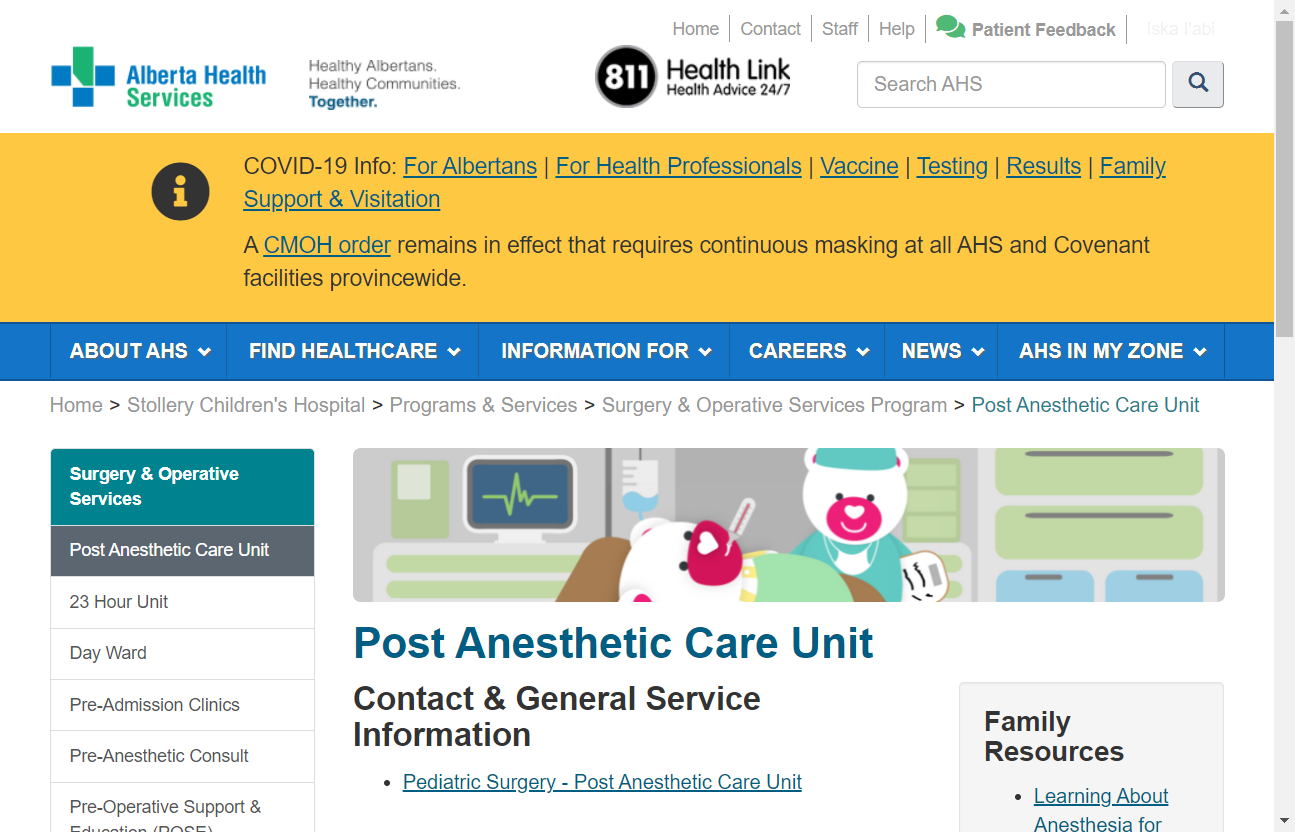 Home Contact Staff Help Patient Feedback Iska I'abi
Alberta Health
Services
Healthy Albertans.
Healthy Communities.
Together.
811 Health Link
Health Advice 24/7
Search AHS
COVID-19 Info: For Albertans | For Health Professionals | Vaccine | Testing | Results | Family
Support & Visitation
A CMOH order remains in effect that requires continuous masking at all AHS and Covenant
facilities provincewide.
ABOUT AHS FIND HEALTHCARE INFORMATION FOR CAREERS NEWS AHS IN MY ZONE
Home > Stollery Children's Hospital > Programs & Services > Surgery & Operative Services Program > Post Anesthetic Care Unit
Surgery & Operative
Services
Post Anesthetic Care Unit
23 Hour Unit
Day Ward
Pre-Admission Clinics
Pre-Anesthetic Consult
Pre-Operative Support &
Education (POSE)
Post Anesthetic Care Unit
Contact & General Service
Information
• Pediatric Surgery - Post Anesthetic Care Unit
Family
Resources
• Learning About
Anesthesia for